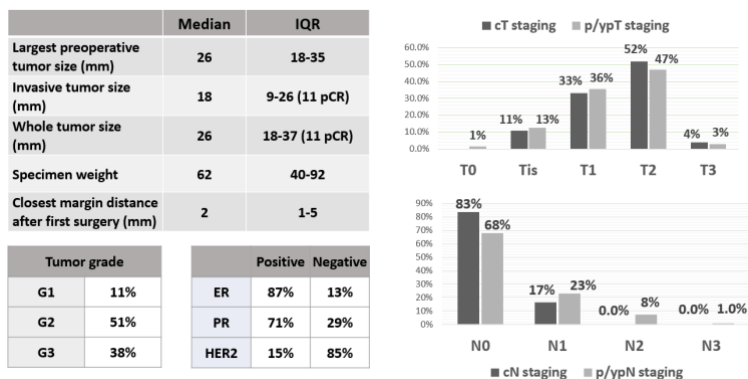 Median IQR
Largest preoperative
tumor size (mm)
26 18-35
Invasive tumor size
(mm)
18 9-26 (11 pCR)
Whole tumor size
(mm)
26 18-37 (11 pCR)
Specimen weight 62 40-92
Closest margin distance
after first surgery (mm)
2 1-5
Tumor grade
G1 11%
G2 51%
G3 38%
Positive Negative
ER 87% 13%
PR 71% 29%
HER2 15% 85%
cT staging p/ypT staging
60.0%
50.0%
40.0%
30.0%
20.0%
10.0%
0.0%
1%
11% 13%
33% 36%
52% 47%
4% 3%
T0 Tis T1 T2 T3
90%
80%
70%
60%
50%
40%
30%
20%
10%
0%
83% 68%
17% 23%
0.0% 8%
0.0% 1.0%
N0 N1 N2 N3
cN staging p/ypN staging